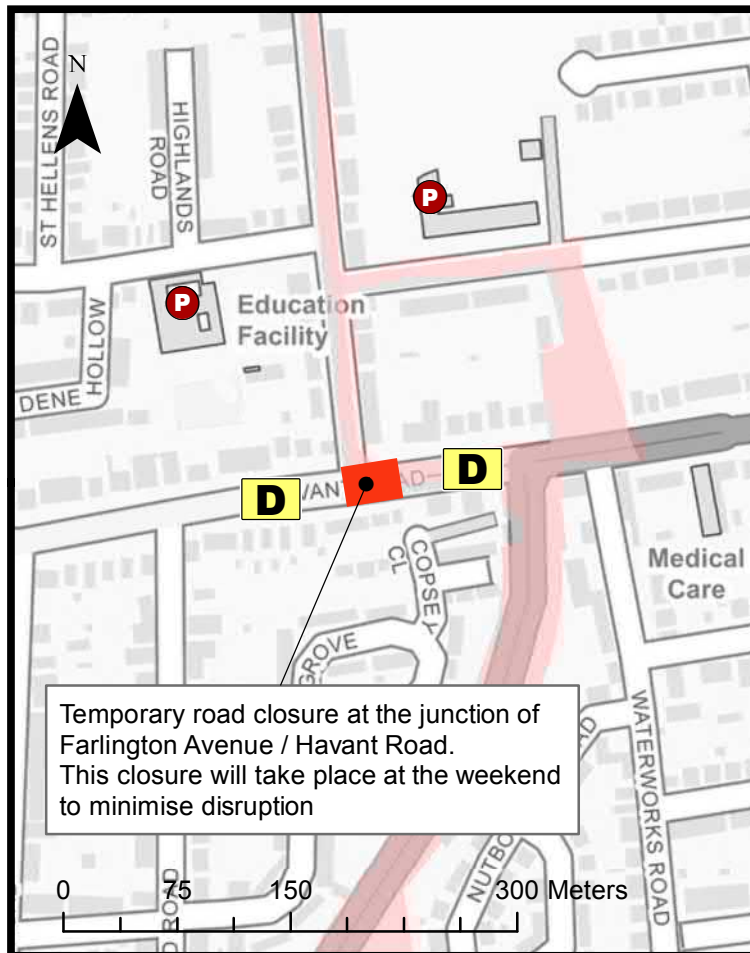 N
ST HELLENS ROAD
HIGHLANDS
ROAD
P
P
Education
Facility
DENE
HOLLOW
D
D
COPSEY
CL
Medical
Care
GROVE
Temporary road closure at the junction of
Farlington Avenue / Havant Road.
This closure will take place at the weekend
to minimise disruption
WATERWORKS ROAD
0
75
150
300 Meters